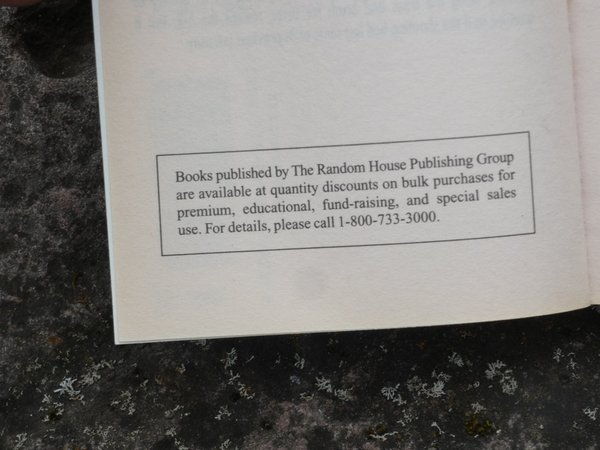 Books published by The Random House Publishing Group
are available at quantity discounts on bulk purchases for
premium, educational, fund-raising, and special sales
use. For details, please call 1-800-733-3000.